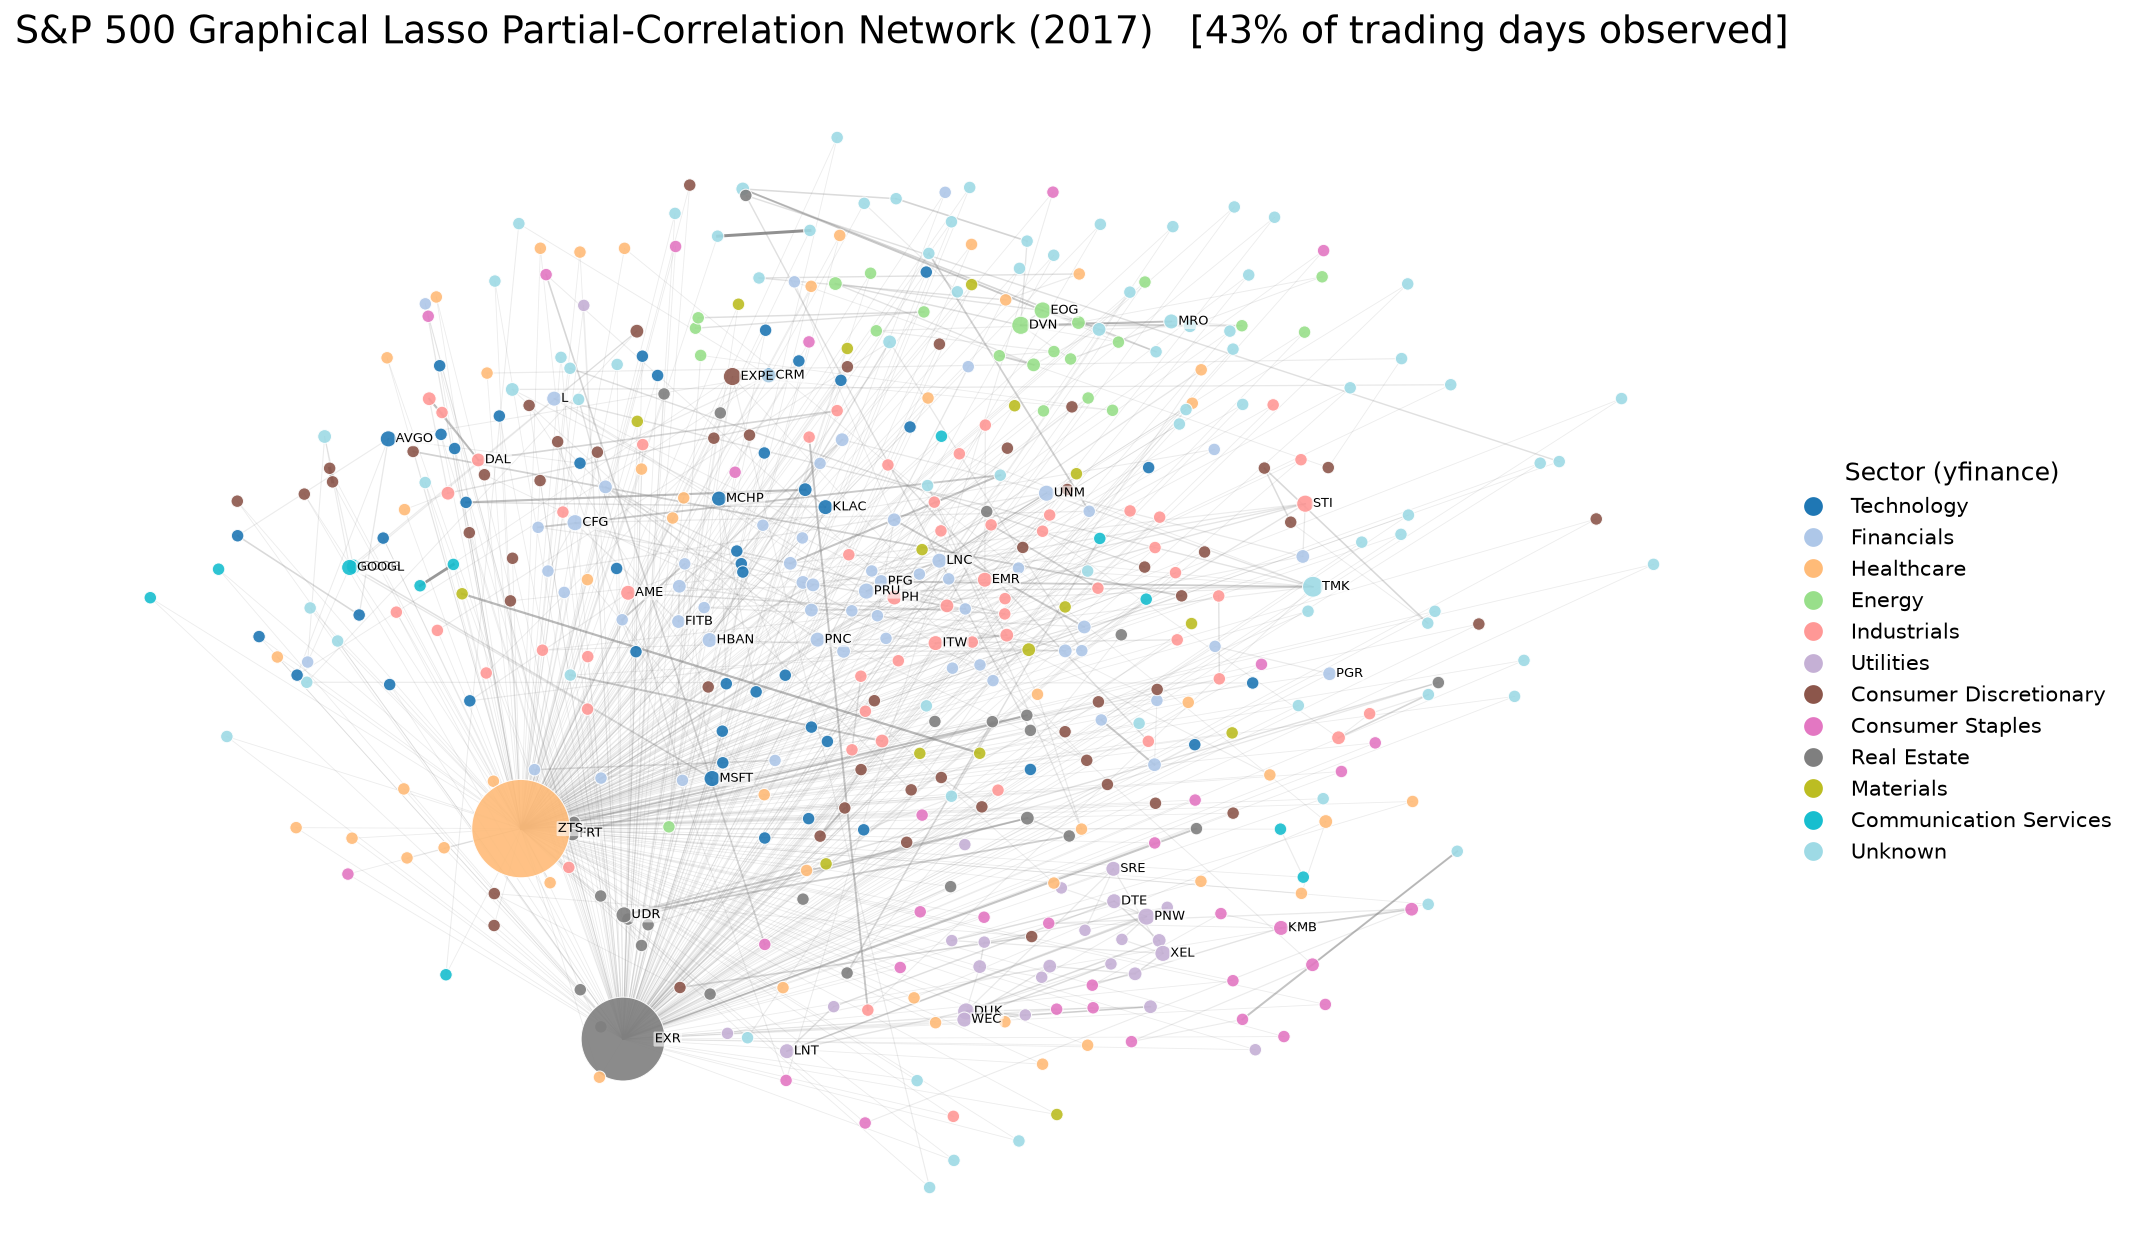 S&P 500 Graphical Lasso Partial-Correlation Network (2017)   [43% of trading days observed]
EOG
DVN
MRO
EXPE
CRM
L
AVGO
DAL
MCHP
KLAC
UNM
STI
CFG
GOOGL
LNC
PFG
PRU
PH
EMR
TMK
AME
FITB
HBAN
PNC
ITW
PGR
MSFT
ZTS
FRT
SRE
DTE
PNW
UDR
KMB
XEL
DUK
WEC
EXR
LNT
Sector (yfinance)
Technology
Financials
Healthcare
Energy
Industrials
Utilities
Consumer Discretionary
Consumer Staples
Real Estate
Materials
Communication Services
Unknown